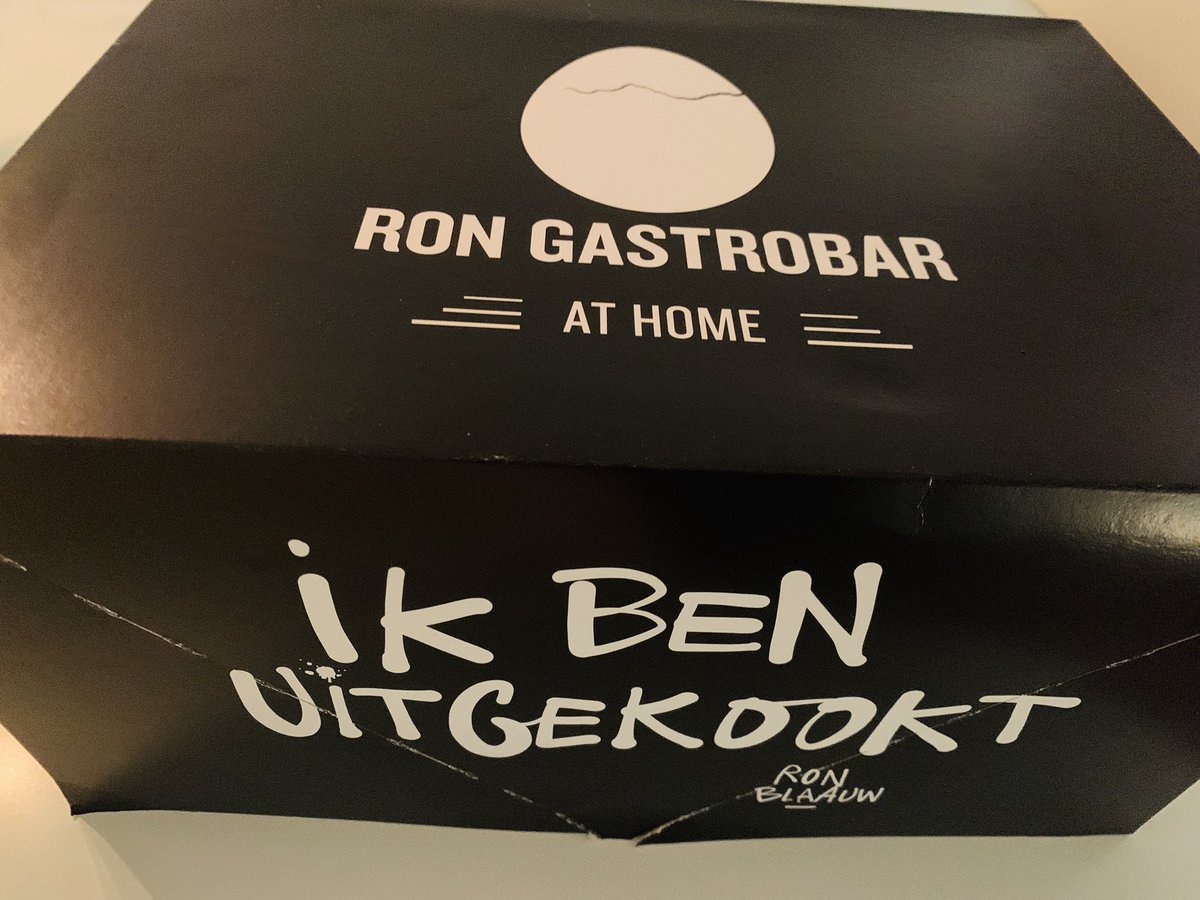 RON GASTROBAR
AT HOME
iK BEN
UiTGEKOOKT
RON
BLAAUW